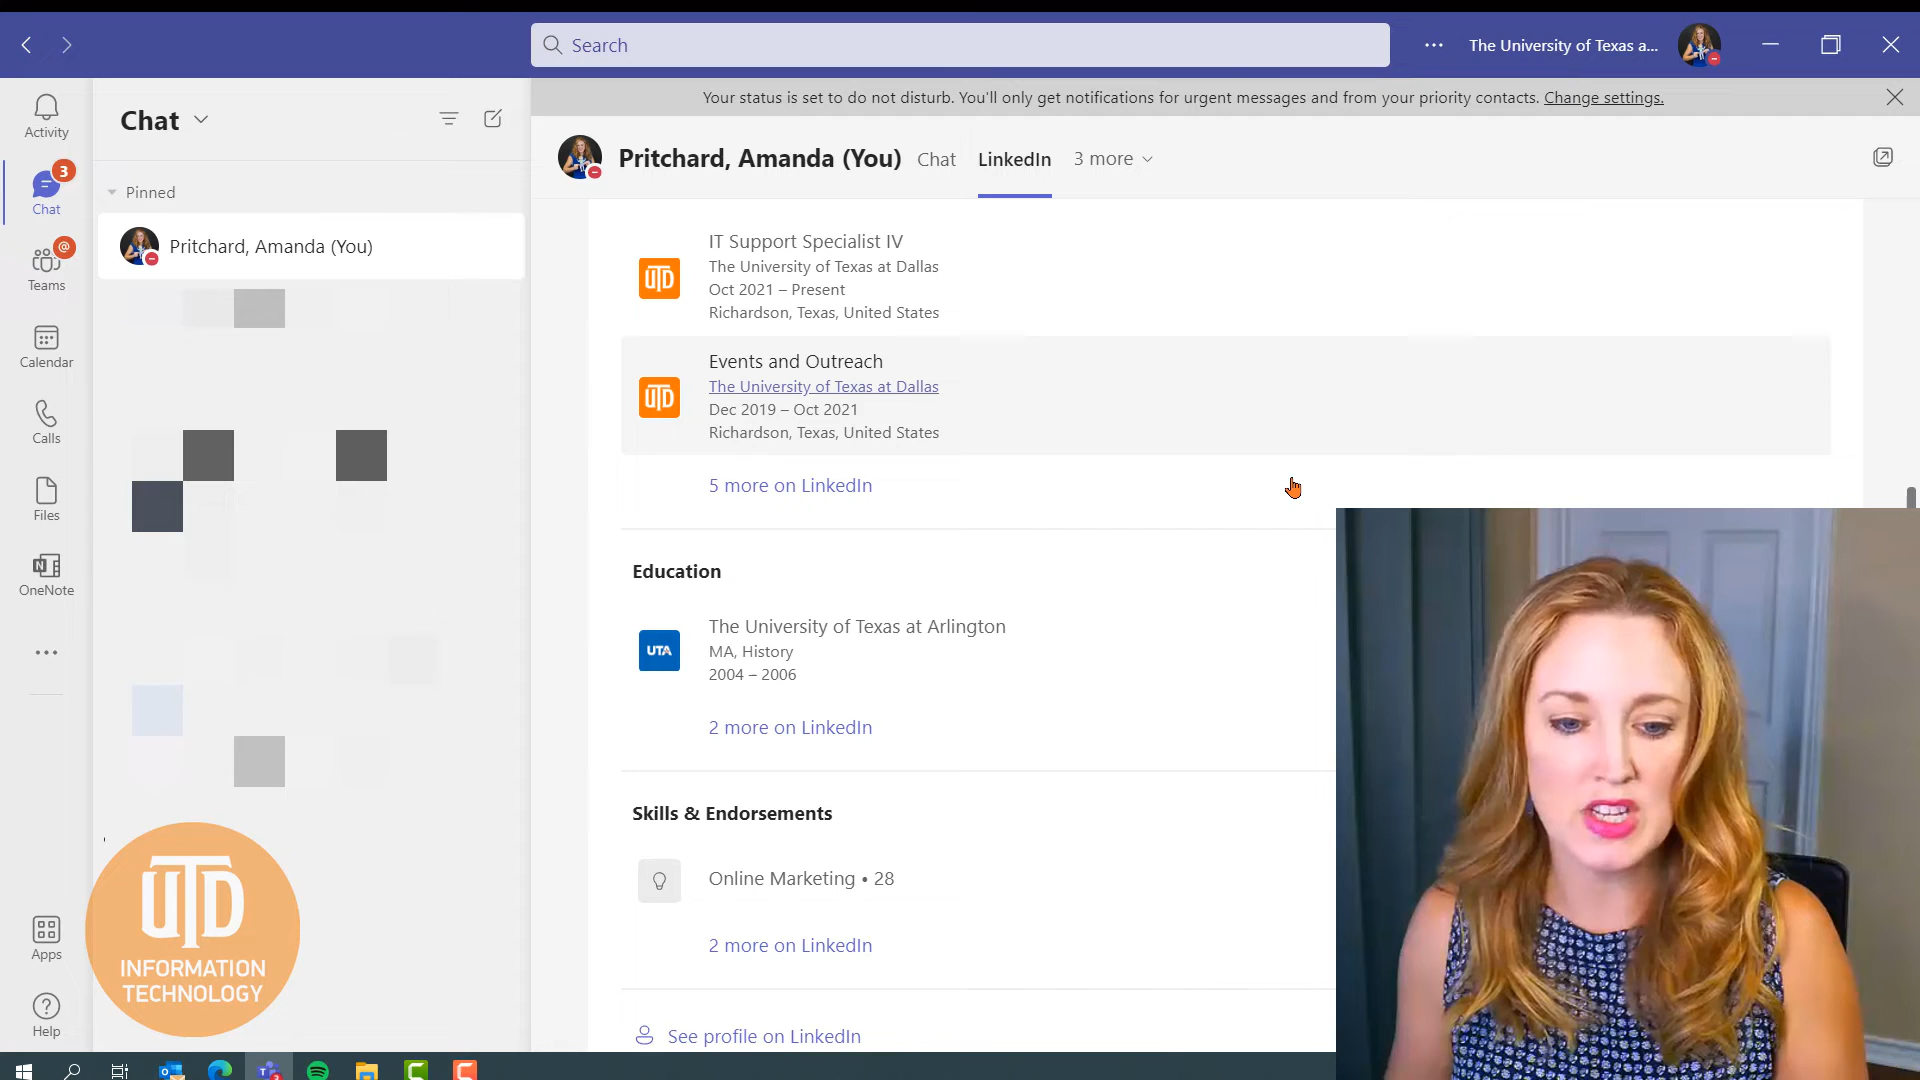 Search
The University of Texas a...
Your status is set to do not disturb. You'll only get notifications for urgent messages and from your priority contacts. Change settings.
Activity
3
Chat
@
Teams
Calendar
Calls
Files
OneNote
Apps
Help
Chat
Pinned
Pritchard, Amanda (You)
Pritchard, Amanda (You)
Chat
LinkedIn
3 more
UTD
IT Support Specialist IV
The University of Texas at Dallas
Oct 2021 – Present
Richardson, Texas, United States
UTD
Events and Outreach
The University of Texas at Dallas
Dec 2019 – Oct 2021
Richardson, Texas, United States
5 more on LinkedIn
Education
UTA
The University of Texas at Arlington
MA, History
2004 – 2006
2 more on LinkedIn
Skills & Endorsements
Online Marketing • 28
2 more on LinkedIn
See profile on LinkedIn
UTD
INFORMATION
TECHNOLOGY